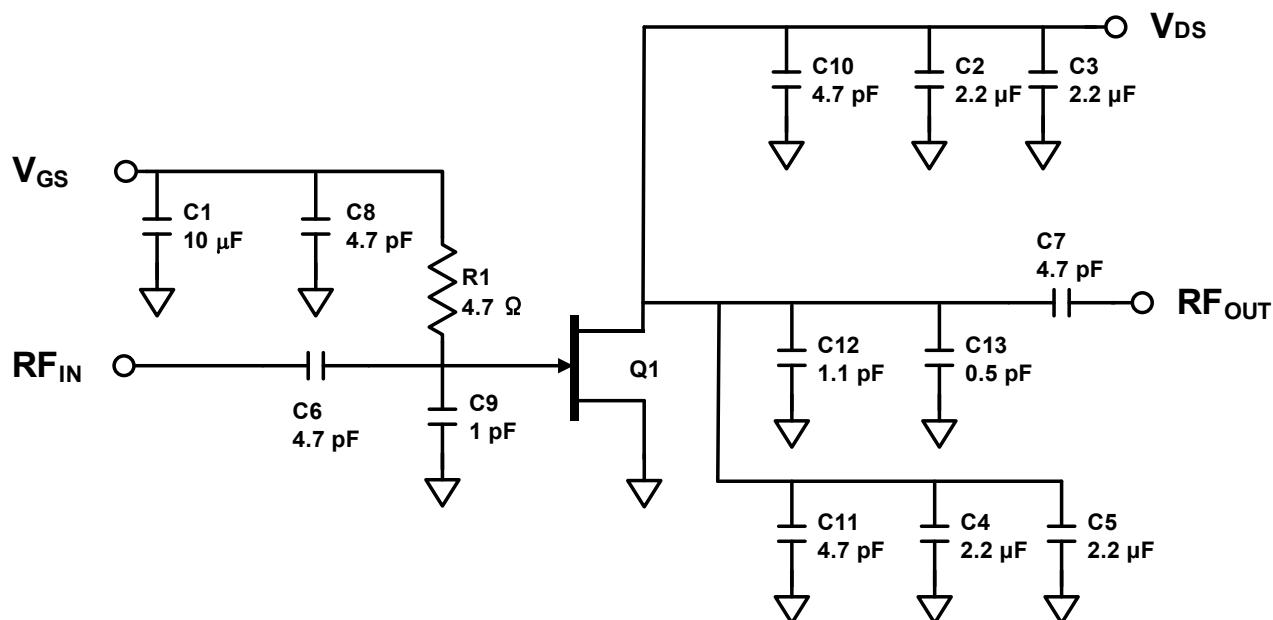 VDS
C10
4.7 pF
C2
2.2 µF
C3
2.2 µF
VGS
C1
10 µF
C8
4.7 pF
R1
4.7 Ω
C7
4.7 pF
RFOUT
RFIN
C6
4.7 pF
C9
1 pF
Q1
C12
1.1 pF
C13
0.5 pF
C11
4.7 pF
C4
2.2 µF
C5
2.2 µF